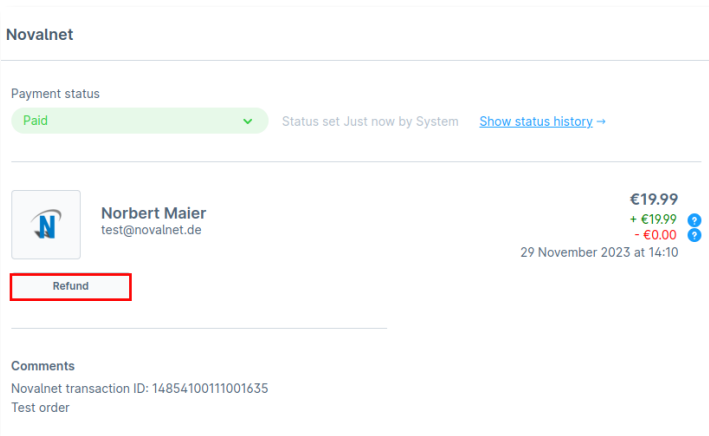 Novalnet
Payment status
Paid
Status set Just now by System
Show status history →
N
Norbert Maier
test@novalnet.de
€19.99
+ €19.99 ?
- €0.00 ?
29 November 2023 at 14:10
Refund
Comments
Novalnet transaction ID: 14854100111001635
Test order